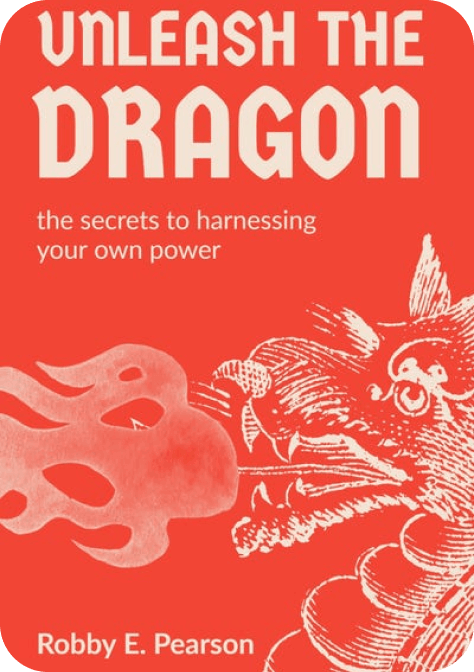 UNLEASH THE
DRAGON
the secrets to harnessing
your own power
Robby E. Pearson